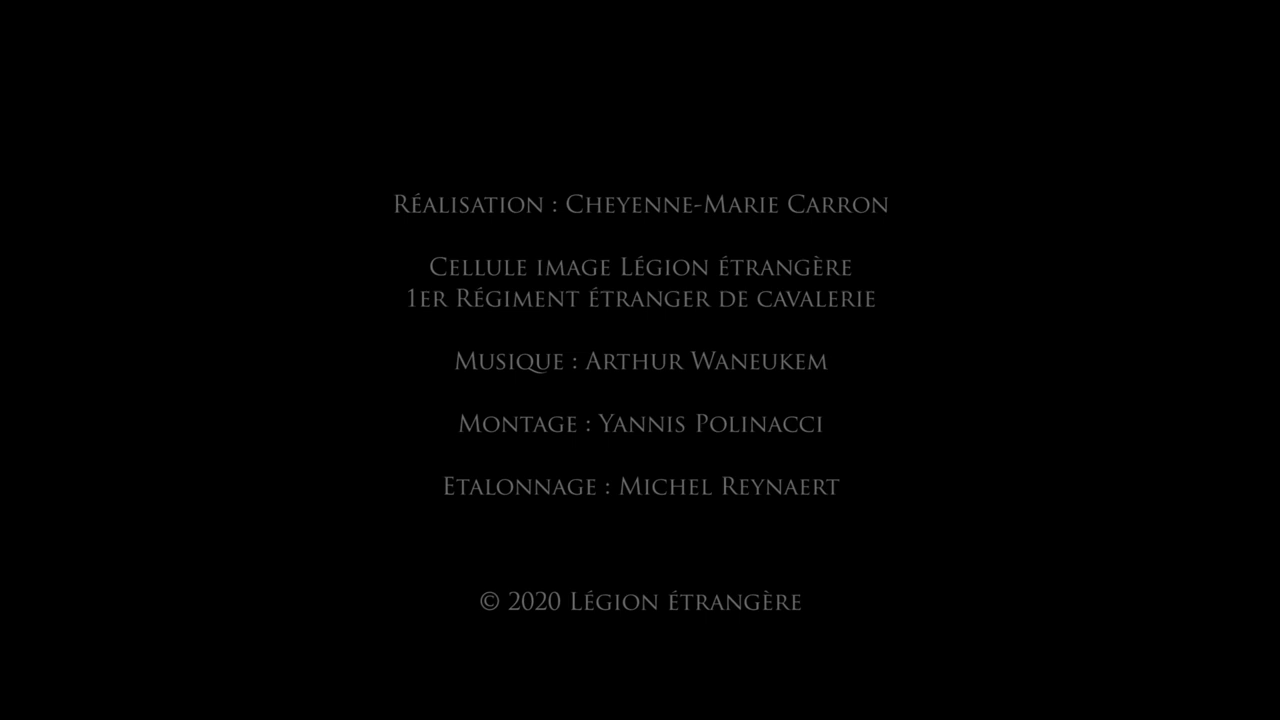 Réalisation : Cheyenne-Marie Carron
Cellule image Légion étrangère
1er Régiment étranger de cavalerie
Musique : Arthur Waneukem
Montage : Yannis Polinacci
Etalonnage : Michel Reynaert
© 2020 Légion étrangère